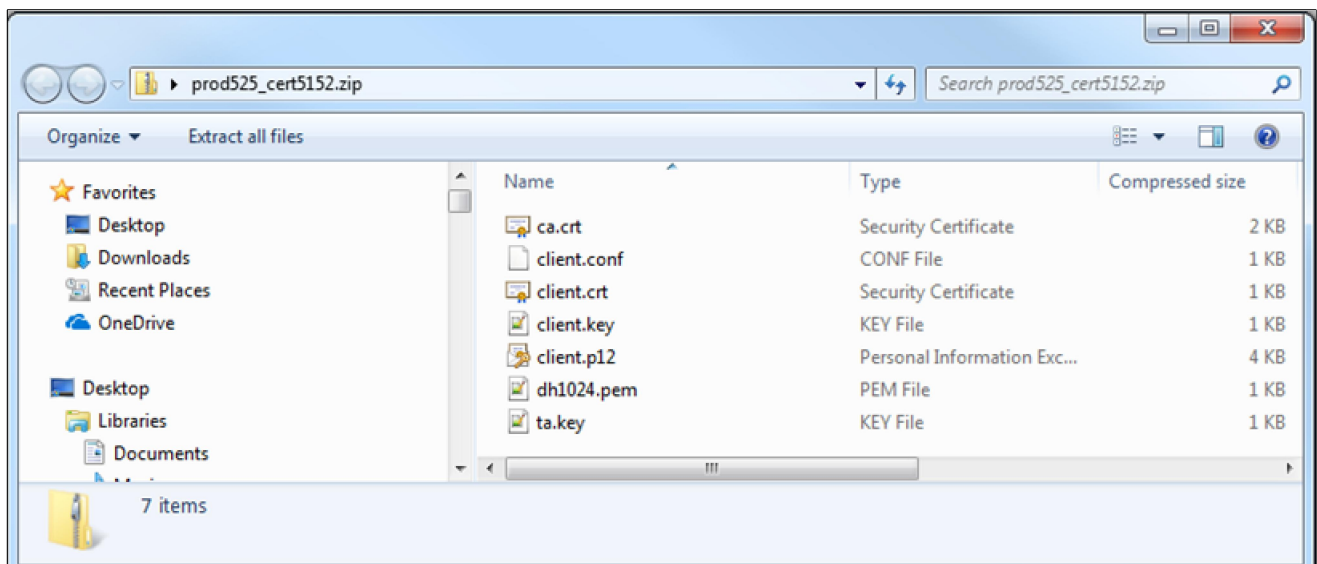 prod525_cert5152.zip
Search prod525_cert5152.zip
Organize
Extract all files
Favorites
Desktop
Downloads
Recent Places
OneDrive
Desktop
Libraries
Documents
Name Type Compressed size
ca.crt Security Certificate 2 KB
client.conf CONF File 1 KB
client.crt Security Certificate 1 KB
client.key KEY File 1 KB
client.p12 Personal Information Exc... 4 KB
dh1024.pem PEM File 1 KB
ta.key KEY File 1 KB
7 items